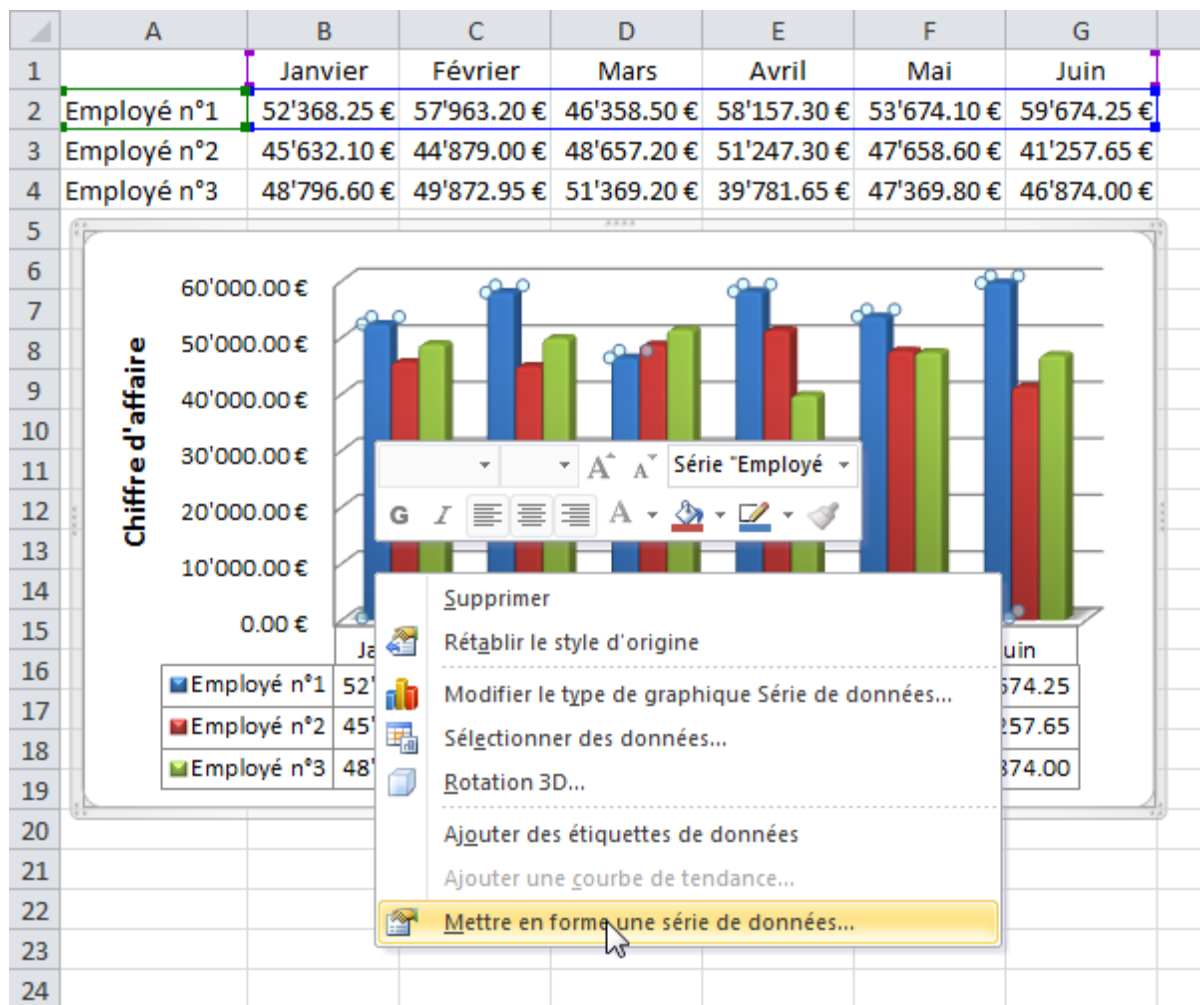 A B C D E F G
1 Janvier Février Mars Avril Mai Juin
2 Employé n°1 52'368.25 € 57'963.20 € 46'358.50 € 58'157.30 € 53'674.10 € 59'674.25 €
3 Employé n°2 45'632.10 € 44'879.00 € 48'657.20 € 51'247.30 € 47'658.60 € 41'257.65 €
4 Employé n°3 48'796.60 € 49'872.95 € 51'369.20 € 39'781.65 € 47'369.80 € 46'874.00 €
5
6
7
8
9
10
11
12
13
14
15
16
17
18
19
20
21
22
23
24
Chiffre d'affaire
60'000.00 €
50'000.00 €
40'000.00 €
30'000.00 €
20'000.00 €
10'000.00 €
0.00 €
A A Série "Employé
G I A
Supprimer
Rétablir le style d'origine
Modifier le type de graphique Série de données...
Sélectionner des données...
Rotation 3D...
Ajouter des étiquettes de données
Ajouter une courbe de tendance...
Mettre en forme une série de données...
Ja uin
Employé n°1 52' 574.25
Employé n°2 45' 257.65
Employé n°3 48' 874.00